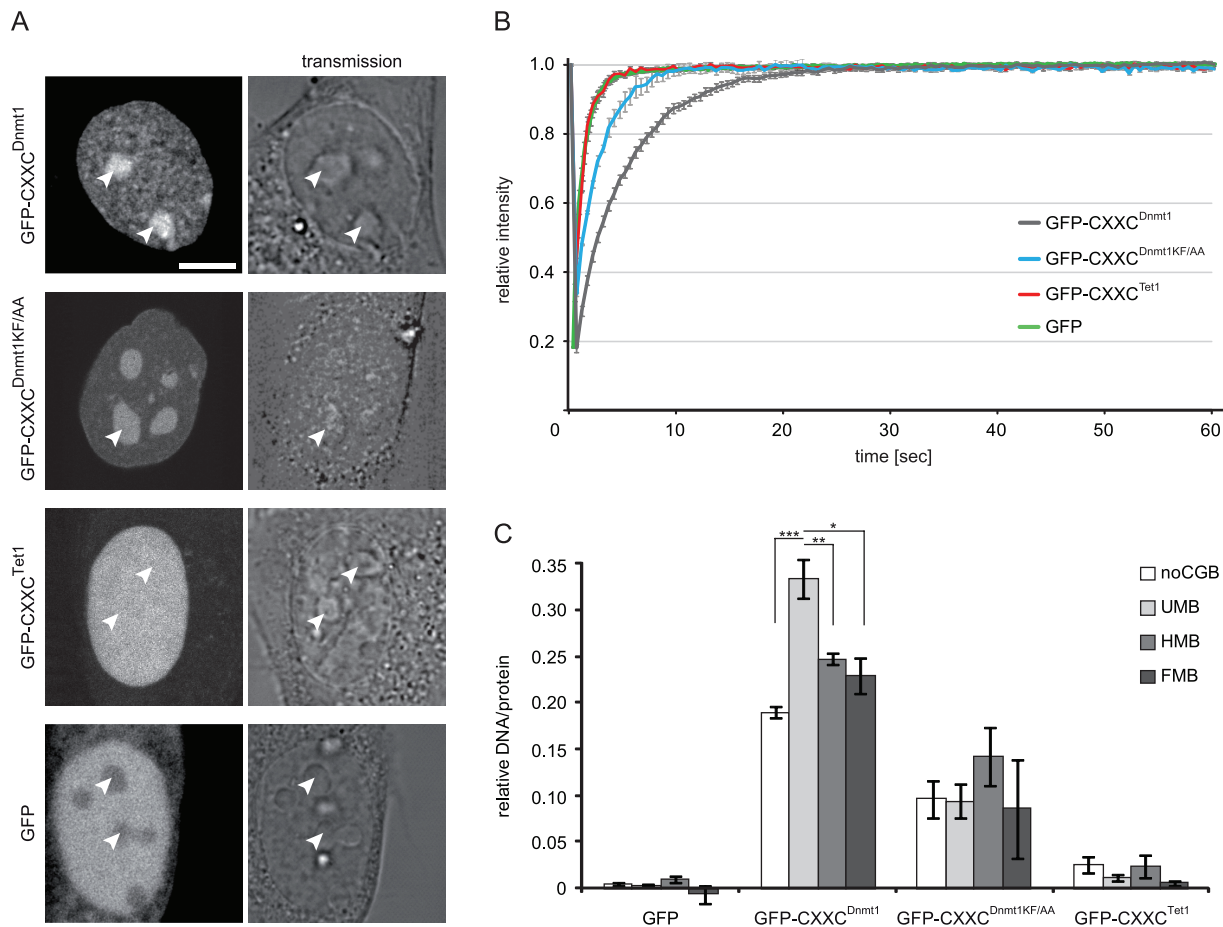 A
transmission
GFP-CXXC^Dnmt1
GFP-CXXC^Dnmt1KF/AA
GFP-CXXC^Tet1
GFP
B
relative intensity
1.0
0.8
0.6
0.4
0.2
0 10 20 30 40 50 60
time [sec]
GFP-CXXC^Dnmt1
GFP-CXXC^Dnmt1KF/AA
GFP-CXXC^Tet1
GFP
C
relative DNA/protein
0.35
0.30
0.25
0.20
0.15
0.10
0.05
0
*** ** *
noCGB
UMB
HMB
FMB
GFP GFP-CXXC^Dnmt1 GFP-CXXC^Dnmt1KF/AA GFP-CXXC^Tet1